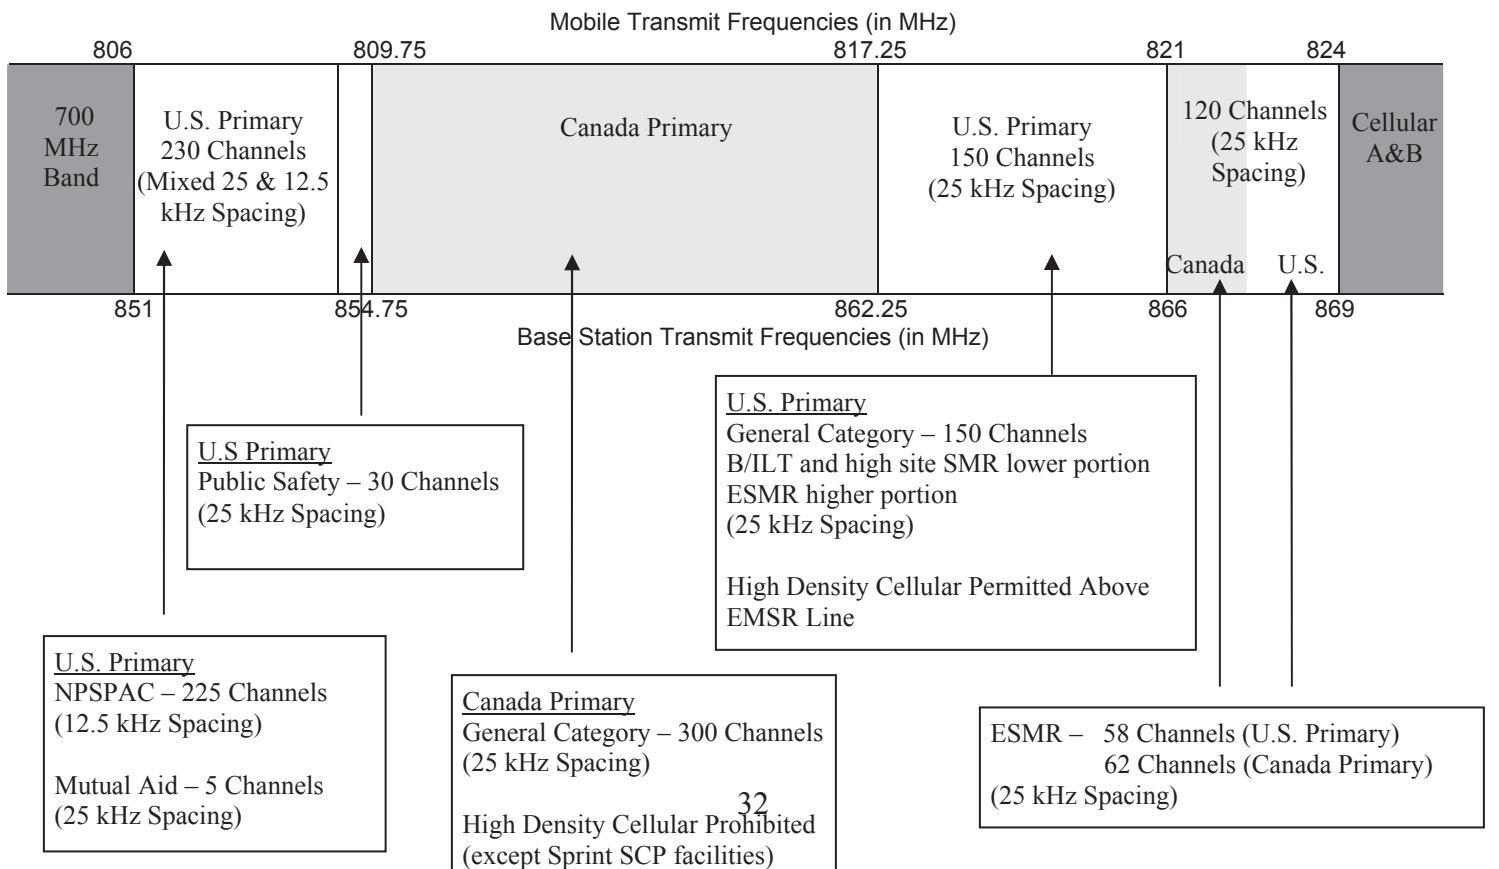 Mobile Transmit Frequencies (in MHz)
806 809.75 817.25 821 824
700
MHz
Band
U.S. Primary
230 Channels
(Mixed 25 & 12.5
kHz Spacing)
Canada Primary
U.S. Primary
150 Channels
(25 kHz Spacing)
120 Channels
(25 kHz
Spacing)
Canada U.S.
Cellular
A&B
851 854.75 862.25 866 869
Base Station Transmit Frequencies (in MHz)
U.S Primary
Public Safety – 30 Channels
(25 kHz Spacing)
U.S. Primary
General Category – 150 Channels
B/ILT and high site SMR lower portion
ESMR higher portion
(25 kHz Spacing)
High Density Cellular Permitted Above
EMSR Line
U.S. Primary
NPSPAC – 225 Channels
(12.5 kHz Spacing)
Mutual Aid – 5 Channels
(25 kHz Spacing)
Canada Primary
General Category – 300 Channels
(25 kHz Spacing)
High Density Cellular Prohibited
(except Sprint SCP facilities)
ESMR – 58 Channels (U.S. Primary)
62 Channels (Canada Primary)
(25 kHz Spacing)
32